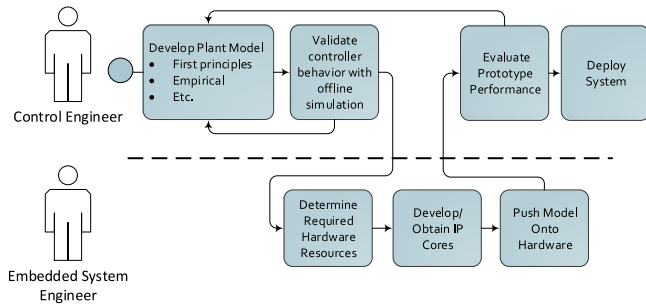 Develop Plant Model
• First principles
• Empirical
• Etc.
Validate
controller
behavior with
offline
simulation
Evaluate
Prototype
Performance
Deploy
System
Control Engineer
Determine
Required
Hardware
Resources
Develop/
Obtain IP
Cores
Push Model
Onto
Hardware
Embedded System
Engineer